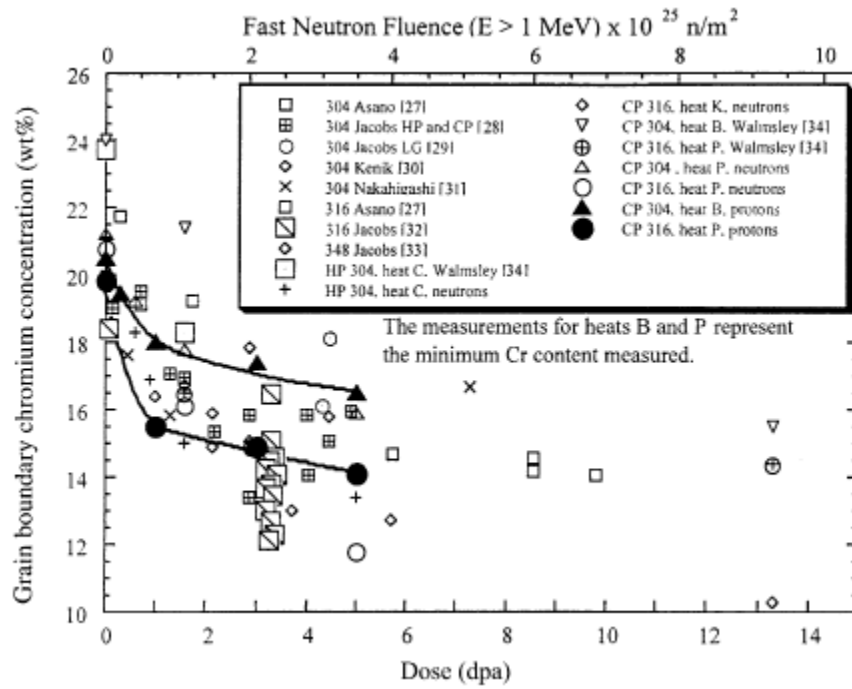 Fast Neutron Fluence (E > 1 MeV) x 10 25 n/m2
0 2 4 6 8 10
26
24
22
20
18
16
14
12
10
Grain boundary chromium concentration (wt%)
304 Asano [27]
304 Jacobs HP and CP [28]
304 Jacobs LG [29]
304 Kenik [30]
304 Nakahigashi [31]
316 Asano [27]
316 Jacobs [32]
348 Jacobs [33]
HP 304. heat C. Walmsley [34]
HP 304. heat C. neutrons
CP 316. heat K. neutrons
CP 304. heat B. Walmsley [34]
CP 316. heat P. Walmsley [34]
CP 304 . heat P. neutrons
CP 316. heat P. neutrons
CP 304. heat B. protons
CP 316. heat P. protons
The measurements for heats B and P represent
the minimum Cr content measured.
0 2 4 6 8 10 12 14
Dose (dpa)